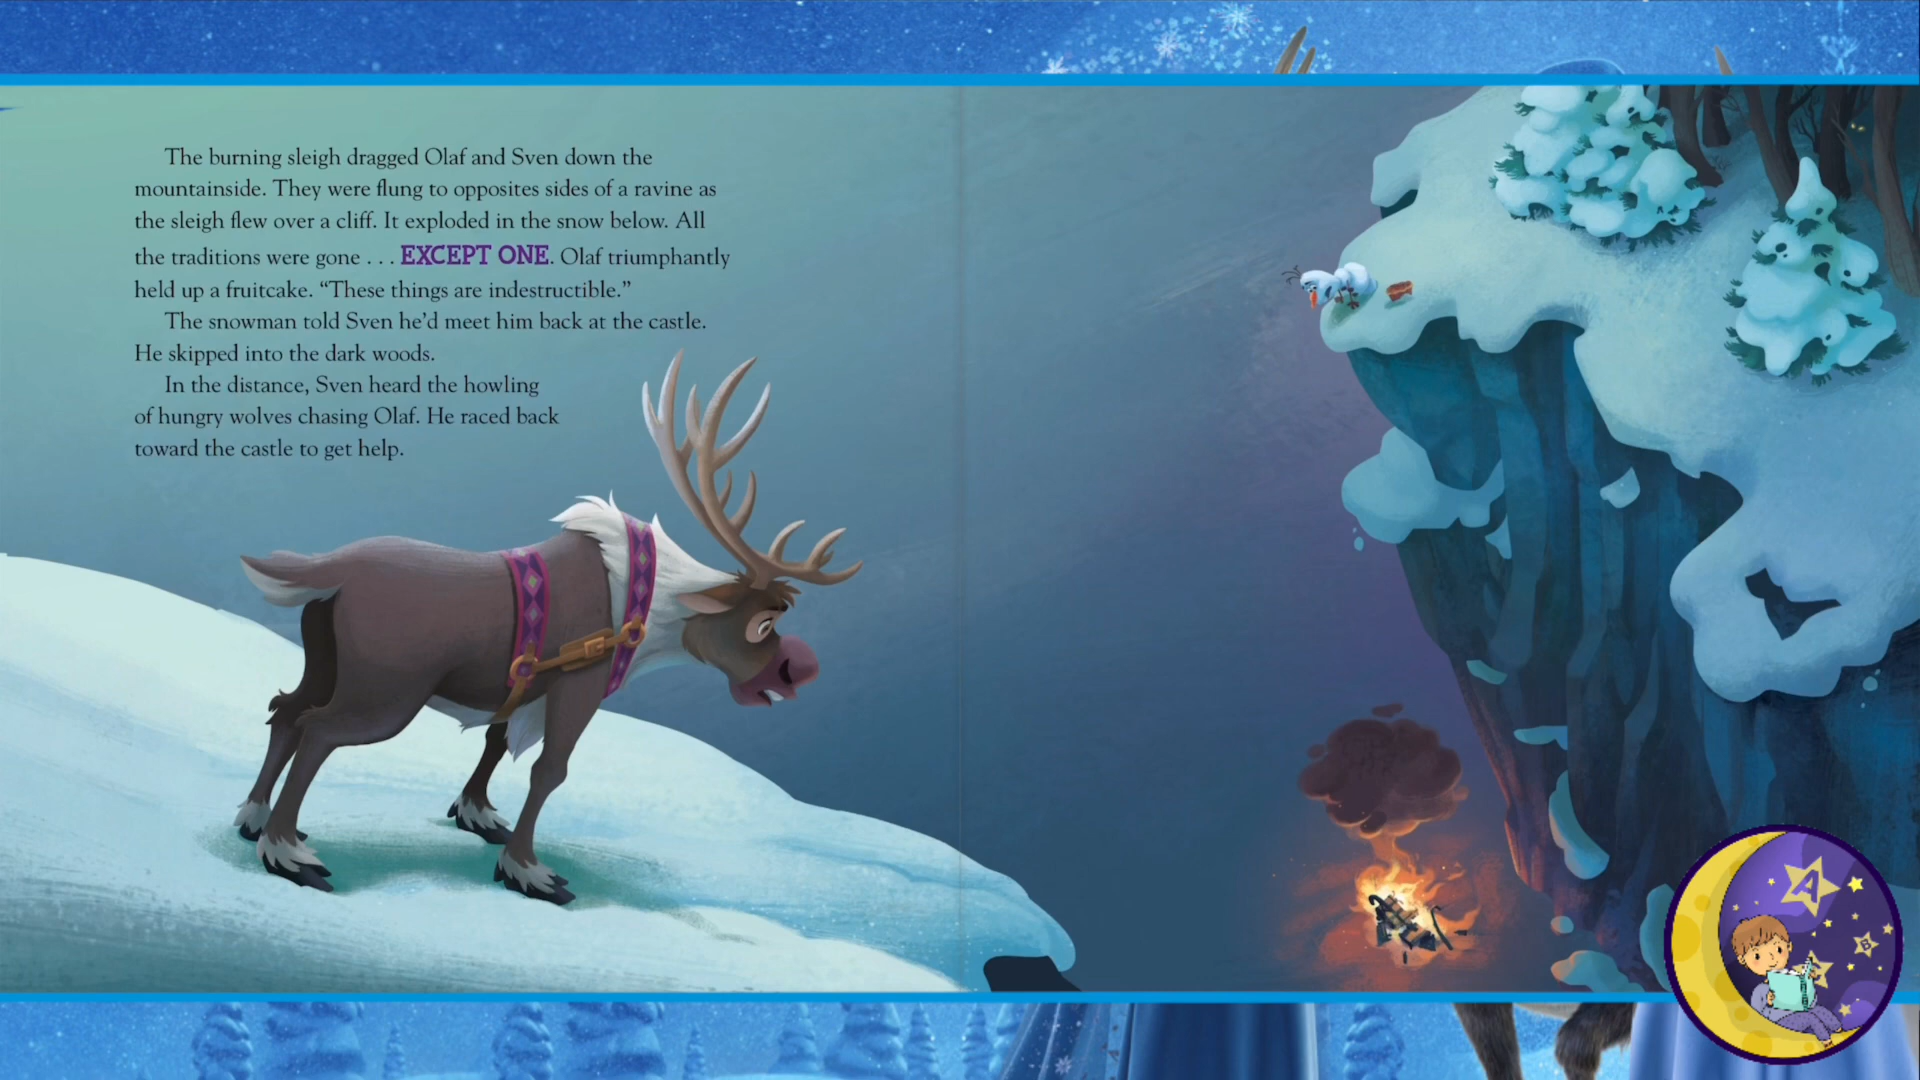 The burning sleigh dragged Olaf and Sven down the
mountainside. They were flung to opposites sides of a ravine as
the sleigh flew over a cliff. It exploded in the snow below. All
the traditions were gone . . . EXCEPT ONE. Olaf triumphantly
held up a fruitcake. “These things are indestructible.”
The snowman told Sven he’d meet him back at the castle.
He skipped into the dark woods.
In the distance, Sven heard the howling
of hungry wolves chasing Olaf. He raced back
toward the castle to get help.
A
B